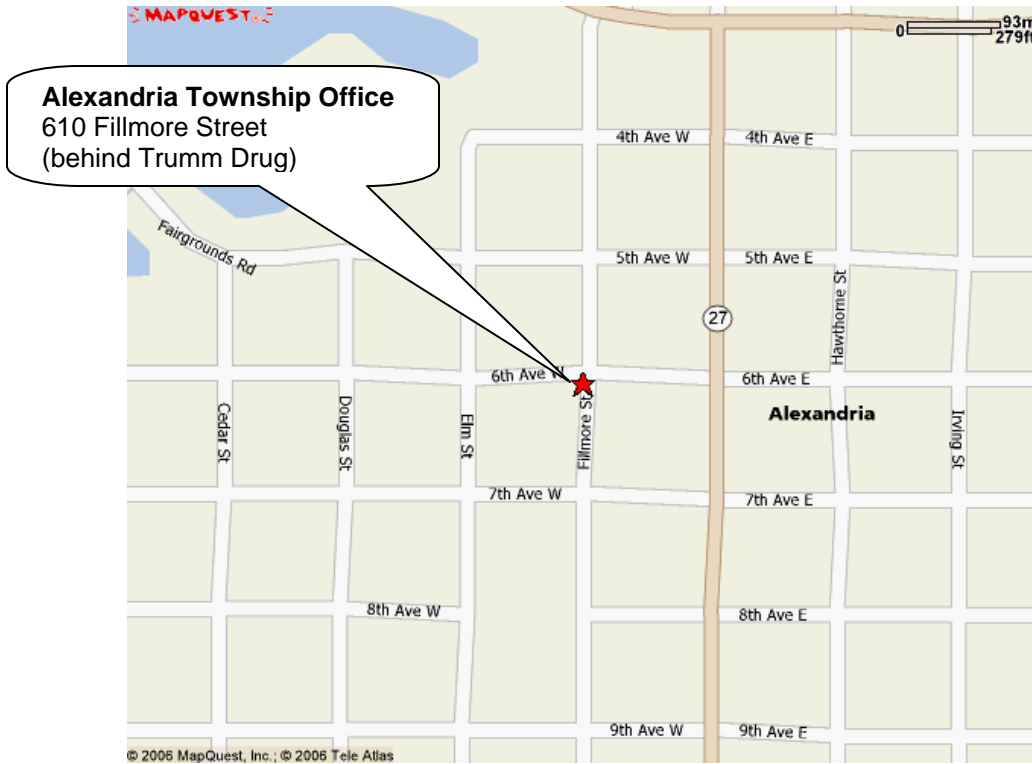 MAPQUEST
0 93m
279ft
Alexandria Township Office
610 Fillmore Street
(behind Trumm Drug)
4th Ave W
4th Ave E
Fairgrounds Rd
5th Ave W
5th Ave E
Hawthorne St
27
6th Ave W
6th Ave E
Alexandria
Cedar St
Douglas St
Elm St
Fillmore St
Irving St
7th Ave W
7th Ave E
8th Ave W
8th Ave E
9th Ave W
9th Ave E
© 2006 MapQuest, Inc.; © 2006 Tele Atlas